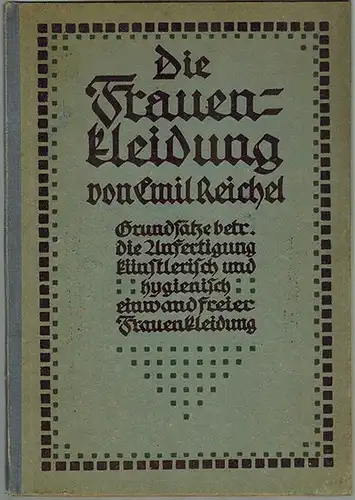 Die
Frauen=
kleidung
von Emil Reichel
Grundsätze betr.
die Anfertigung
künstlerisch und
hygienisch
einwandfreier
Frauenkleidung